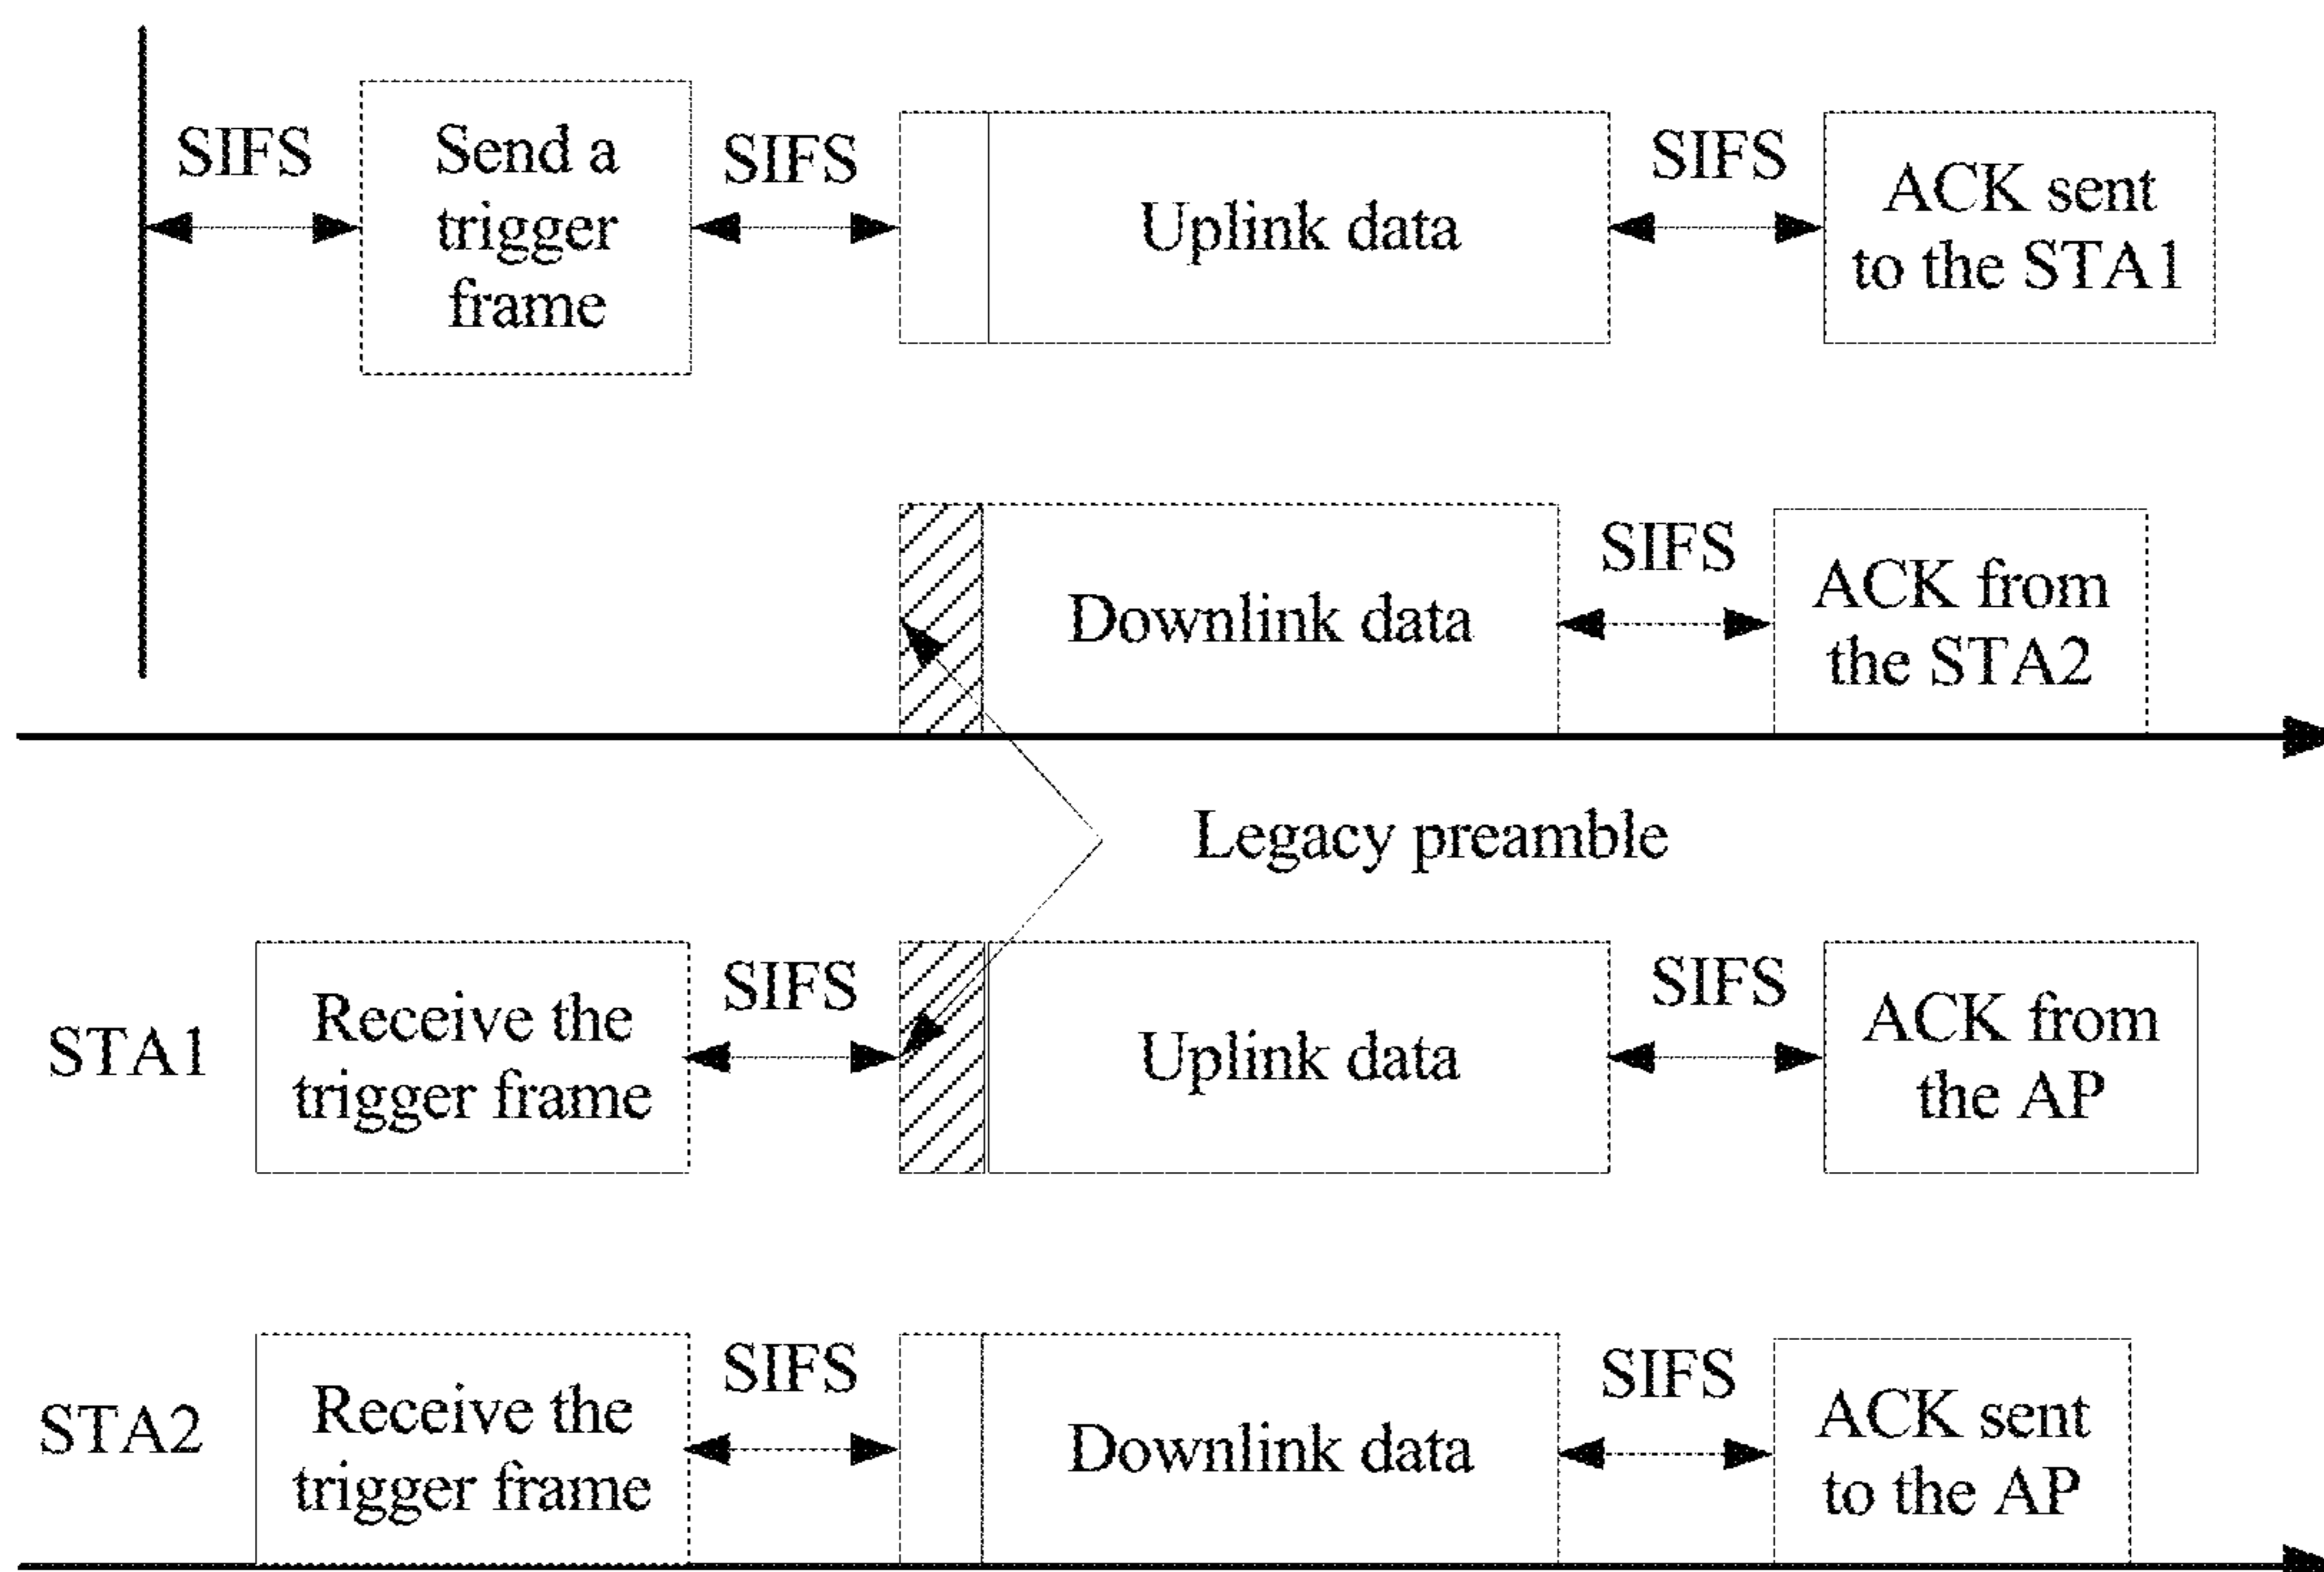 SIFS
Send a
trigger
frame
SIFS
Uplink data
SIFS
ACK sent
to the STA1
Downlink data
SIFS
ACK from
the STA2
Legacy preamble
STA1
Receive the
trigger frame
SIFS
Uplink data
SIFS
ACK from
the AP
STA2
Receive the
trigger frame
SIFS
Downlink data
SIFS
ACK sent
to the AP